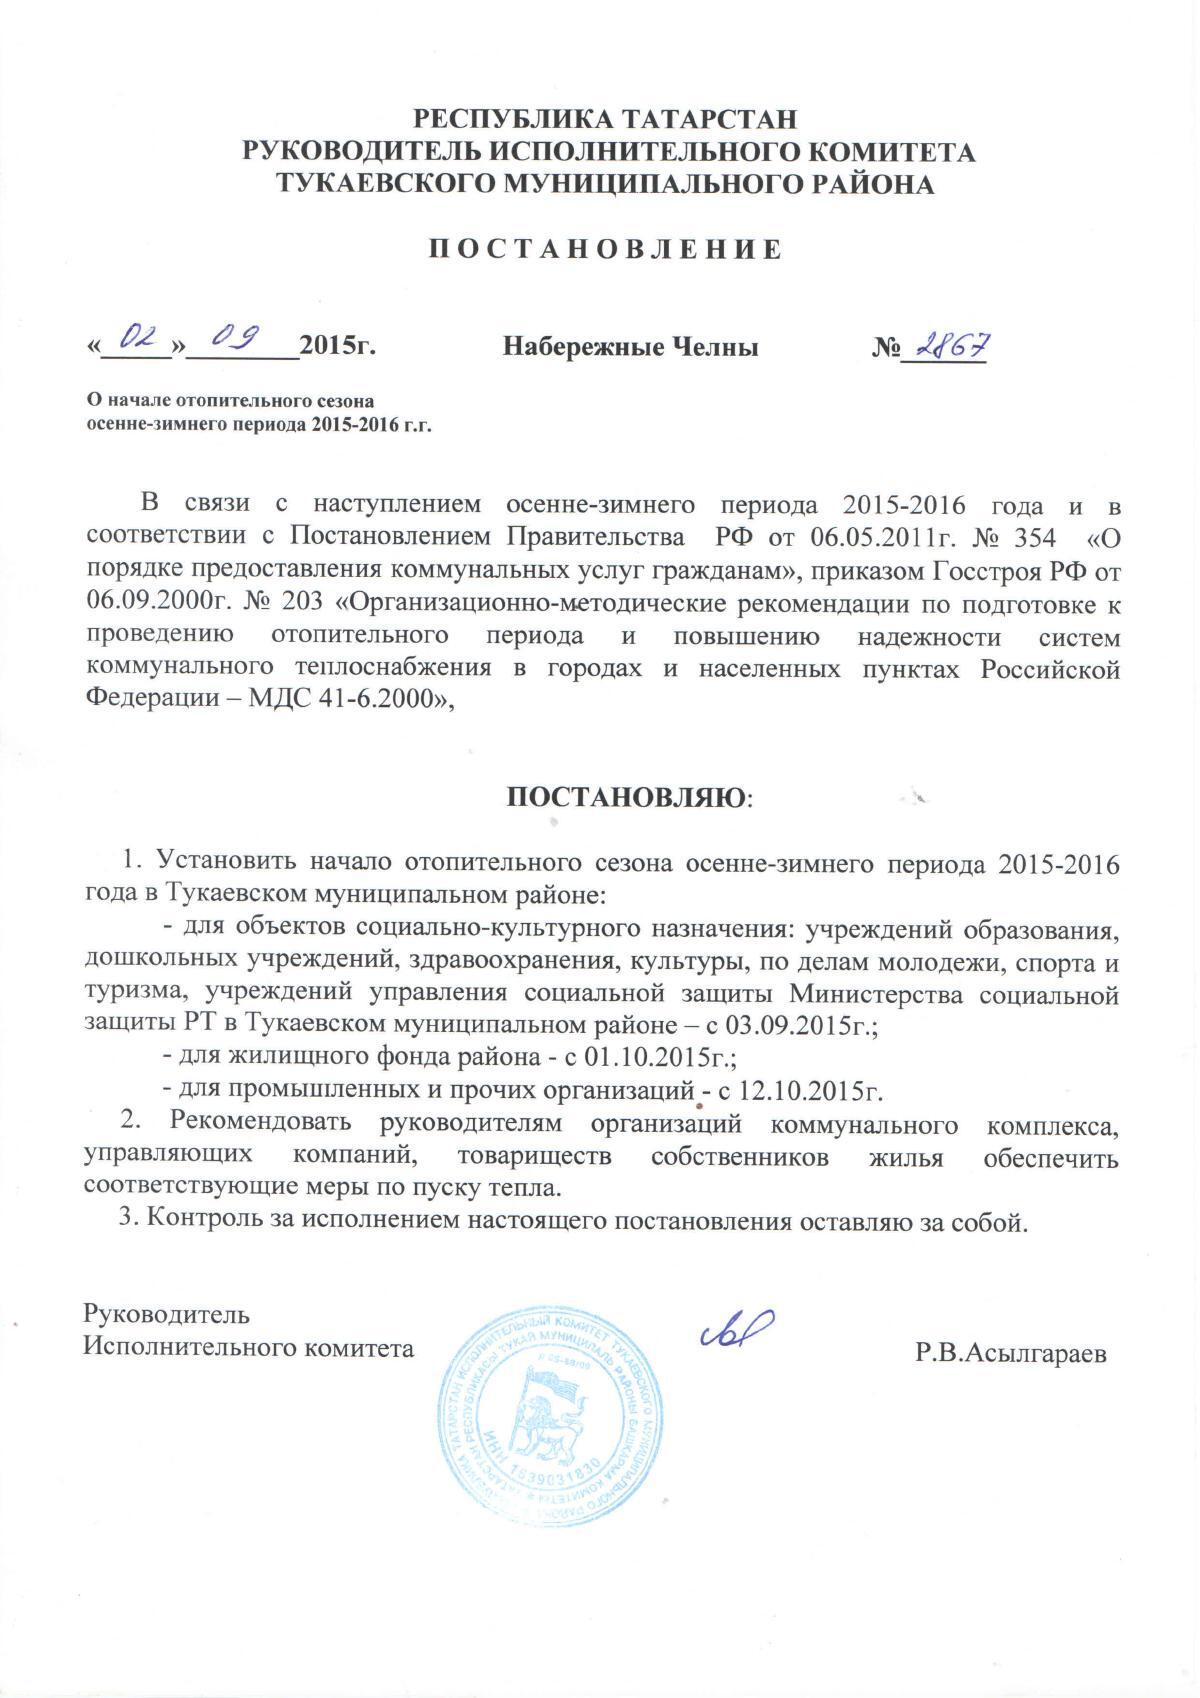 РЕСПУБЛИКА ТАТАРСТАН
РУКОВОДИТЕЛЬ ИСПОЛНИТЕЛЬНОГО КОМИТЕТА
ТУКАЕВСКОГО МУНИЦИПАЛЬНОГО РАЙОНА
П О С Т А Н О В Л Е Н И Е
«02» 09 2015г. Набережные Челны № 2867
О начале отопительного сезона
осенне-зимнего периода 2015-2016 г.г.
В связи с наступлением осенне-зимнего периода 2015-2016 года и в
соответствии с Постановлением Правительства РФ от 06.05.2011г. № 354 «О
порядке предоставления коммунальных услуг гражданам», приказом Госстроя РФ от
06.09.2000г. № 203 «Организационно-методические рекомендации по подготовке к
проведению отопительного периода и повышению надежности систем
коммунального теплоснабжения в городах и населенных пунктах Российской
Федерации – МДС 41-6.2000»,
ПОСТАНОВЛЯЮ:
1. Установить начало отопительного сезона осенне-зимнего периода 2015-2016
года в Тукаевском муниципальном районе:
- для объектов социально-культурного назначения: учреждений образования,
дошкольных учреждений, здравоохранения, культуры, по делам молодежи, спорта и
туризма, учреждений управления социальной защиты Министерства социальной
защиты РТ в Тукаевском муниципальном районе – с 03.09.2015г.;
- для жилищного фонда района - с 01.10.2015г.;
- для промышленных и прочих организаций - с 12.10.2015г.
2. Рекомендовать руководителям организаций коммунального комплекса,
управляющих компаний, товариществ собственников жилья обеспечить
соответствующие меры по пуску тепла.
3. Контроль за исполнением настоящего постановления оставляю за собой.
Руководитель
Исполнительного комитета Р.В.Асылгараев
РЕСПУБЛИКА ТАТАРСТАН ИСПОЛНИТЕЛЬНЫЙ КОМИТЕТ ТУКАЕВСКОГО МУНИЦИПАЛЬНОГО РАЙОНА
ТАТАРСТАН РЕСПУБЛИКАСЫ ТУКАЙ МУНИЦИПАЛЬ РАЙОНЫ БАШКАРМА КОМИТЕТЫ
ИНН 1639031830